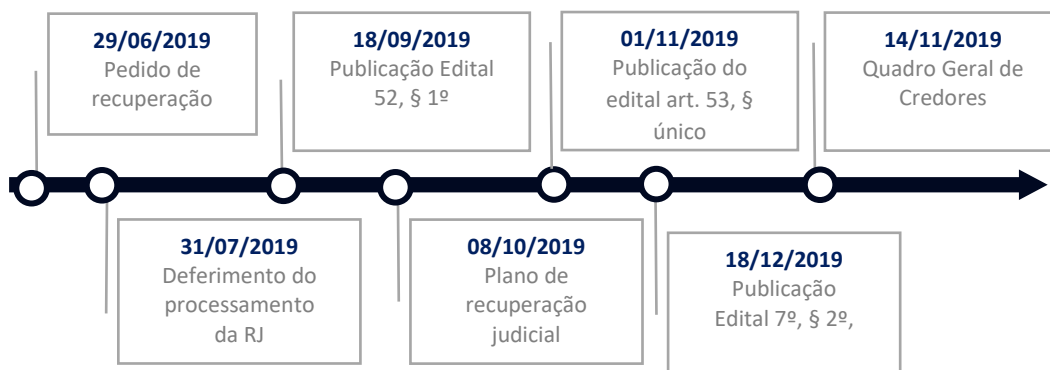 29/06/2019
Pedido de
recuperação
18/09/2019
Publicação Edital
52, § 1º
01/11/2019
Publicação do
edital art. 53, §
único
14/11/2019
Quadro Geral de
Credores
31/07/2019
Deferimento do
processamento
da RJ
08/10/2019
Plano de
recuperação
judicial
18/12/2019
Publicação
Edital 7º, § 2º,